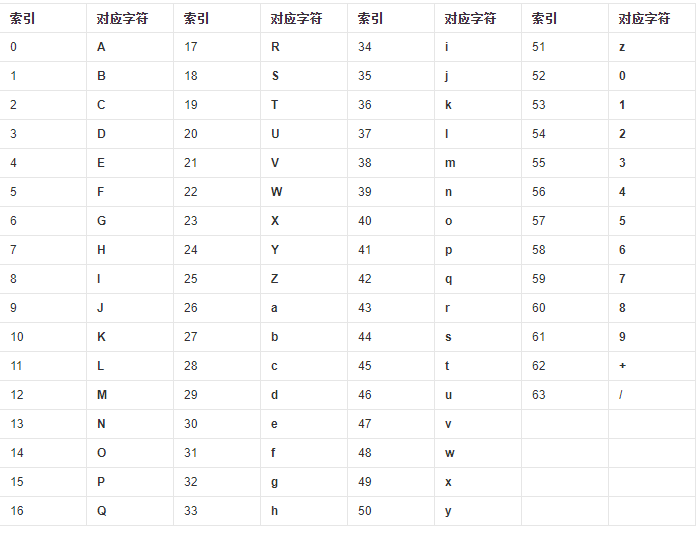 索引 对应字符 索引 对应字符 索引 对应字符 索引 对应字符
0 A 17 R 34 i 51 z
1 B 18 S 35 j 52 0
2 C 19 T 36 k 53 1
3 D 20 U 37 l 54 2
4 E 21 V 38 m 55 3
5 F 22 W 39 n 56 4
6 G 23 X 40 o 57 5
7 H 24 Y 41 p 58 6
8 I 25 Z 42 q 59 7
9 J 26 a 43 r 60 8
10 K 27 b 44 s 61 9
11 L 28 c 45 t 62 +
12 M 29 d 46 u 63 /
13 N 30 e 47 v
14 O 31 f 48 w
15 P 32 g 49 x
16 Q 33 h 50 y